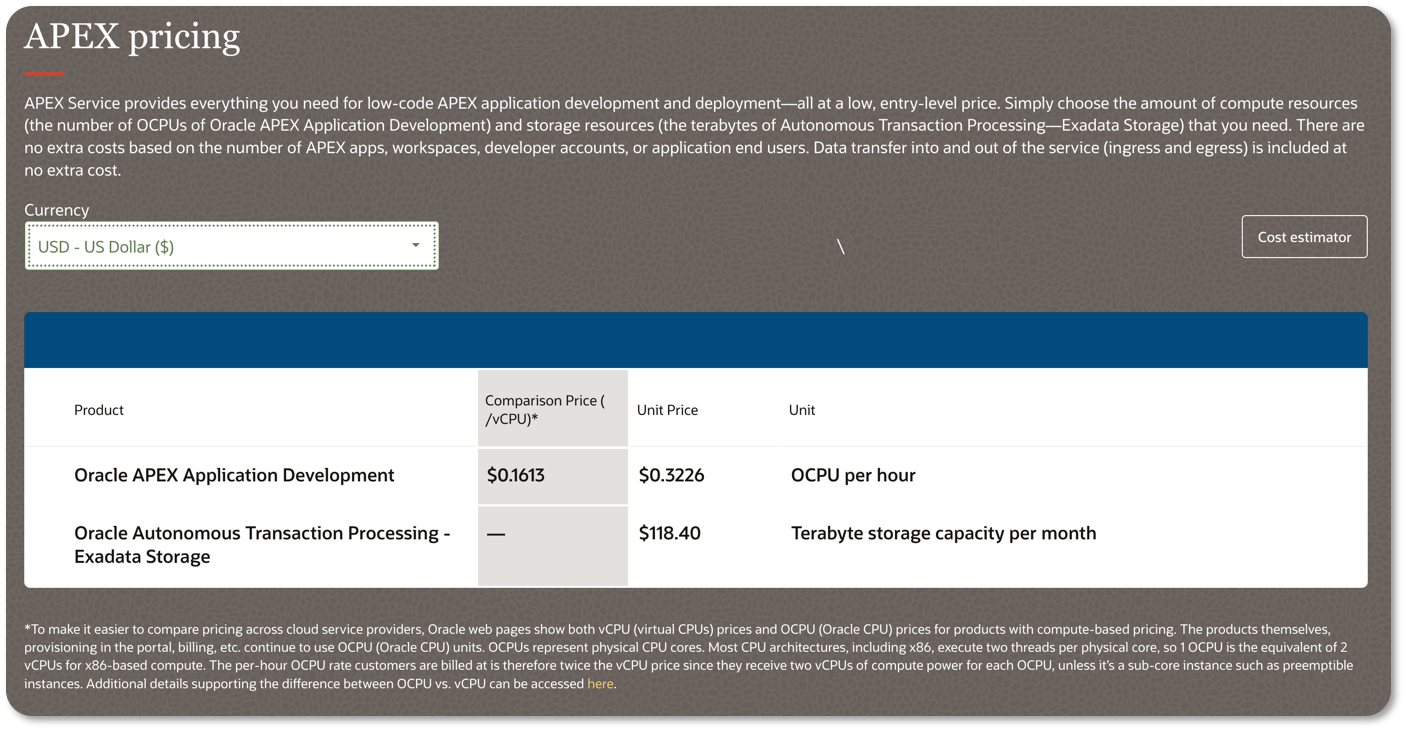 APEX pricing
APEX Service provides everything you need for low-code APEX application development and deployment—all at a low, entry-level price. Simply choose the amount of compute resources
(the number of OCPUs of Oracle APEX Application Development) and storage resources (the terabytes of Autonomous Transaction Processing—Exadata Storage) that you need. There are
no extra costs based on the number of APEX apps, workspaces, developer accounts, or application end users. Data transfer into and out of the service (ingress and egress) is included at
no extra cost.
Currency
USD - US Dollar ($)
\
Cost estimator
Product
Comparison Price (
/vCPU)*
Unit Price
Unit
Oracle APEX Application Development
$0.1613
$0.3226
OCPU per hour
Oracle Autonomous Transaction Processing -
Exadata Storage
—
$118.40
Terabyte storage capacity per month
*To make it easier to compare pricing across cloud service providers, Oracle web pages show both vCPU (virtual CPUs) prices and OCPU (Oracle CPU) prices for products with compute-based pricing. The products themselves,
provisioning in the portal, billing, etc. continue to use OCPU (Oracle CPU) units. OCPUs represent physical CPU cores. Most CPU architectures, including x86, execute two threads per physical core, so 1 OCPU is the equivalent of 2
vCPUs for x86-based compute. The per-hour OCPU rate customers are billed at is therefore twice the vCPU price since they receive two vCPUs of compute power for each OCPU, unless it's a sub-core instance such as preemptible
instances. Additional details supporting the difference between OCPU vs. vCPU can be accessed here.